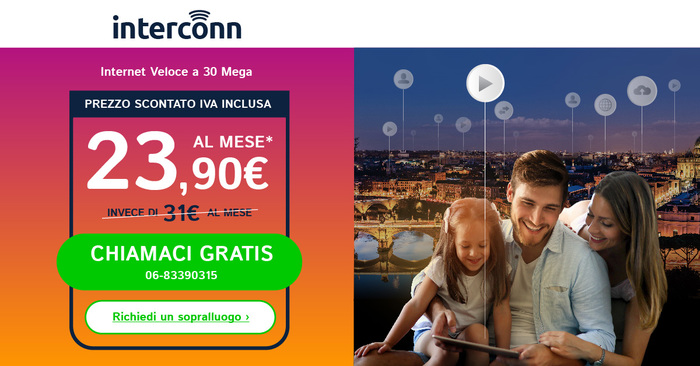 interconn
Internet Veloce a 30 Mega
PREZZO SCONTATO IVA INCLUSA
23,90€ AL MESE*
INVECE DI 31€ AL MESE
CHIAMACI GRATIS
06-83390315
Richiedi un sopralluogo ›